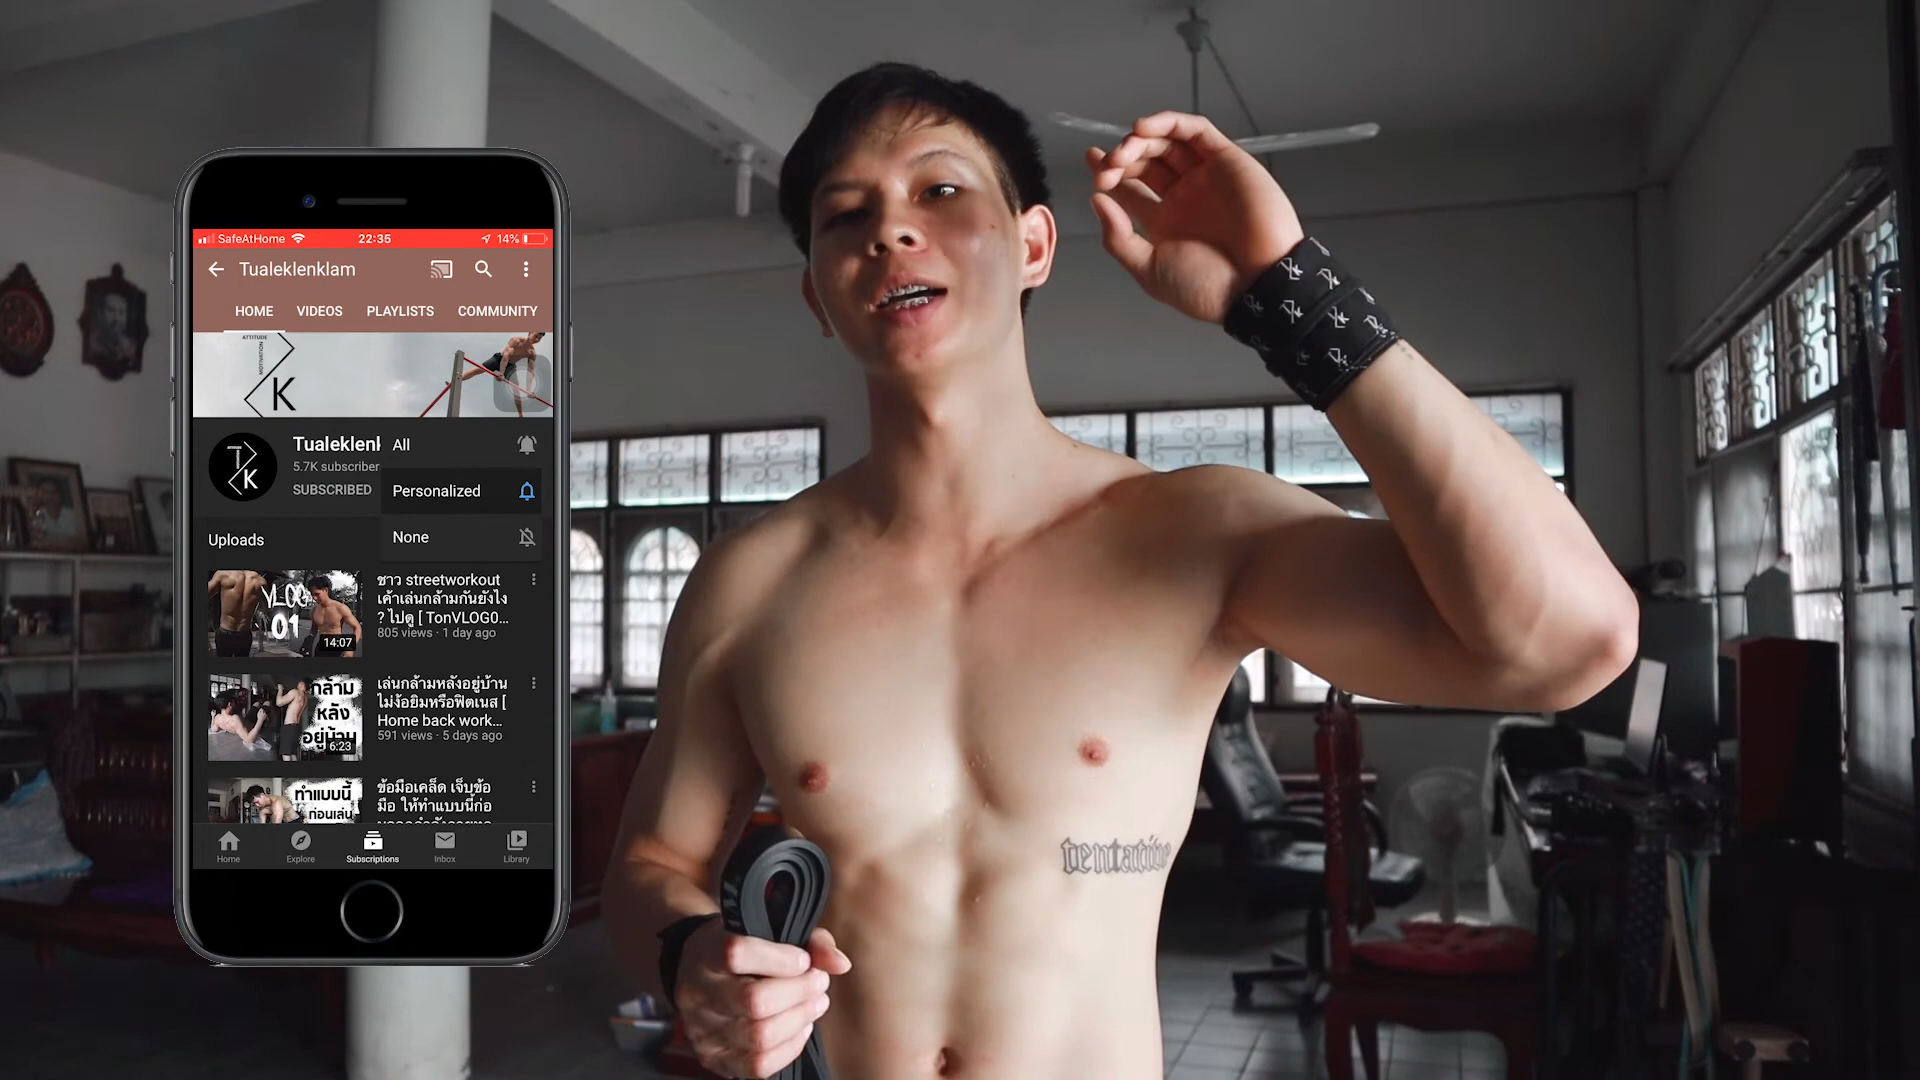 SafeAtHome
22:35
14%
Tualeklenklam
HOME
VIDEOS
PLAYLISTS
COMMUNITY
ATTITUDE
MOTIVATION
K
Tualeklenk
5.7K subscriber
SUBSCRIBED
All
Personalized
None
Uploads
VLOG
01
14:07
ชาว streetworkout
เค้าเล่นกล้ามกันยังไง
? ไปดู [ TonVLOG0...
805 views · 1 day ago
กล้าม
หลัง
อยู่บ้าน
6:23
เล่นกล้ามหลังอยู่บ้าน
ไม่ง้อยิมหรือฟิตเนส [
Home back work...
591 views · 5 days ago
ทำแบบนี้
ก่อนเล่น
ข้อมือเคล็ด เจ็บข้อ
มือ ให้ทำแบบนี้ก่อ
Home
Explore
Subscriptions
Inbox
Library
tentative